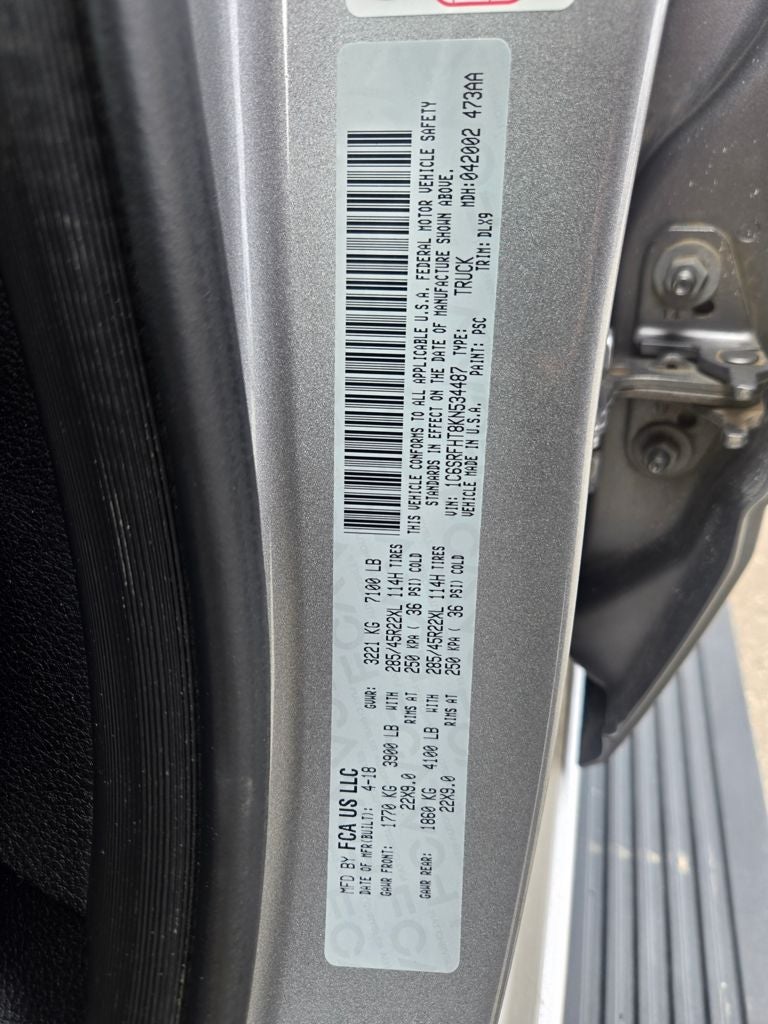 MFD BY FCA US LLC
DATE OF MFR(BUILT): 4-18 GVWR: 3221 KG 7100 LB
GAWR FRONT: 1770 KG 3900 LB WITH 285/45R22XL 114H TIRES
22X9.0 RIMS AT 250 KPA ( 36 PSI) COLD
GAWR REAR: 1860 KG 4100 LB WITH 285/45R22XL 114H TIRES
22X9.0 RIMS AT 250 KPA ( 36 PSI) COLD
THIS VEHICLE CONFORMS TO ALL APPLICABLE U.S.A. FEDERAL MOTOR VEHICLE SAFETY
STANDARDS IN EFFECT ON THE DATE OF MANUFACTURE SHOWN ABOVE.
VIN: 1C6SRFHT8KN534487 TYPE: TRUCK MDH:042002 473AA
VEHICLE MADE IN U.S.A. PAINT: PSC TRIM: DLX9